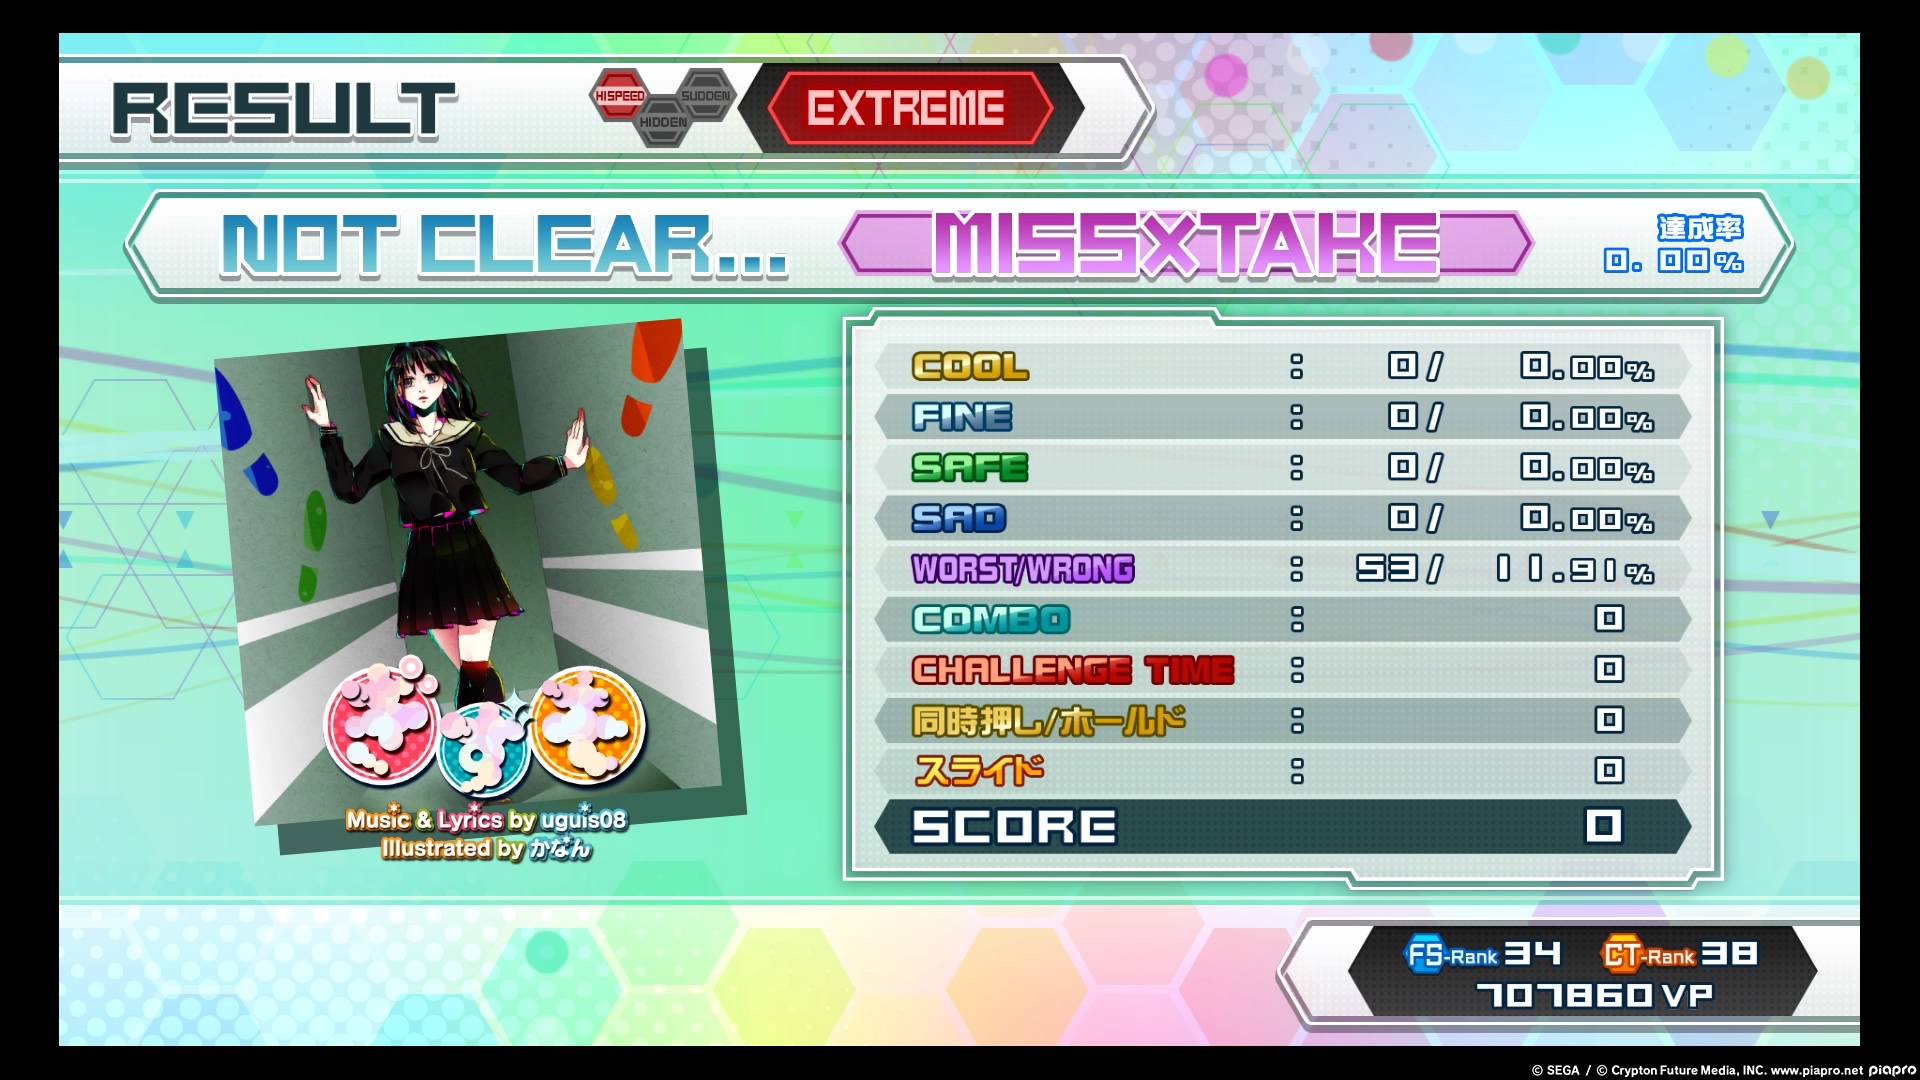 RESULT
HISPEED
HIDDEN
SUDDEN
EXTREME
NOT CLEAR...
MISS×TAKE
達成率
0.00%
COOL : 0 / 0.00%
FINE : 0 / 0.00%
SAFE : 0 / 0.00%
SAD : 0 / 0.00%
WORST/WRONG : 53 / 11.91%
COMBO : 0
CHALLENGE TIME : 0
同時押し/ホールド : 0
スライド : 0
SCORE 0
Music & Lyrics by uguis08
Illustrated by かなん
FS-Rank 34 CT-Rank 38
707860 VP
© SEGA / © Crypton Future Media, INC. www.piapro.net piapro